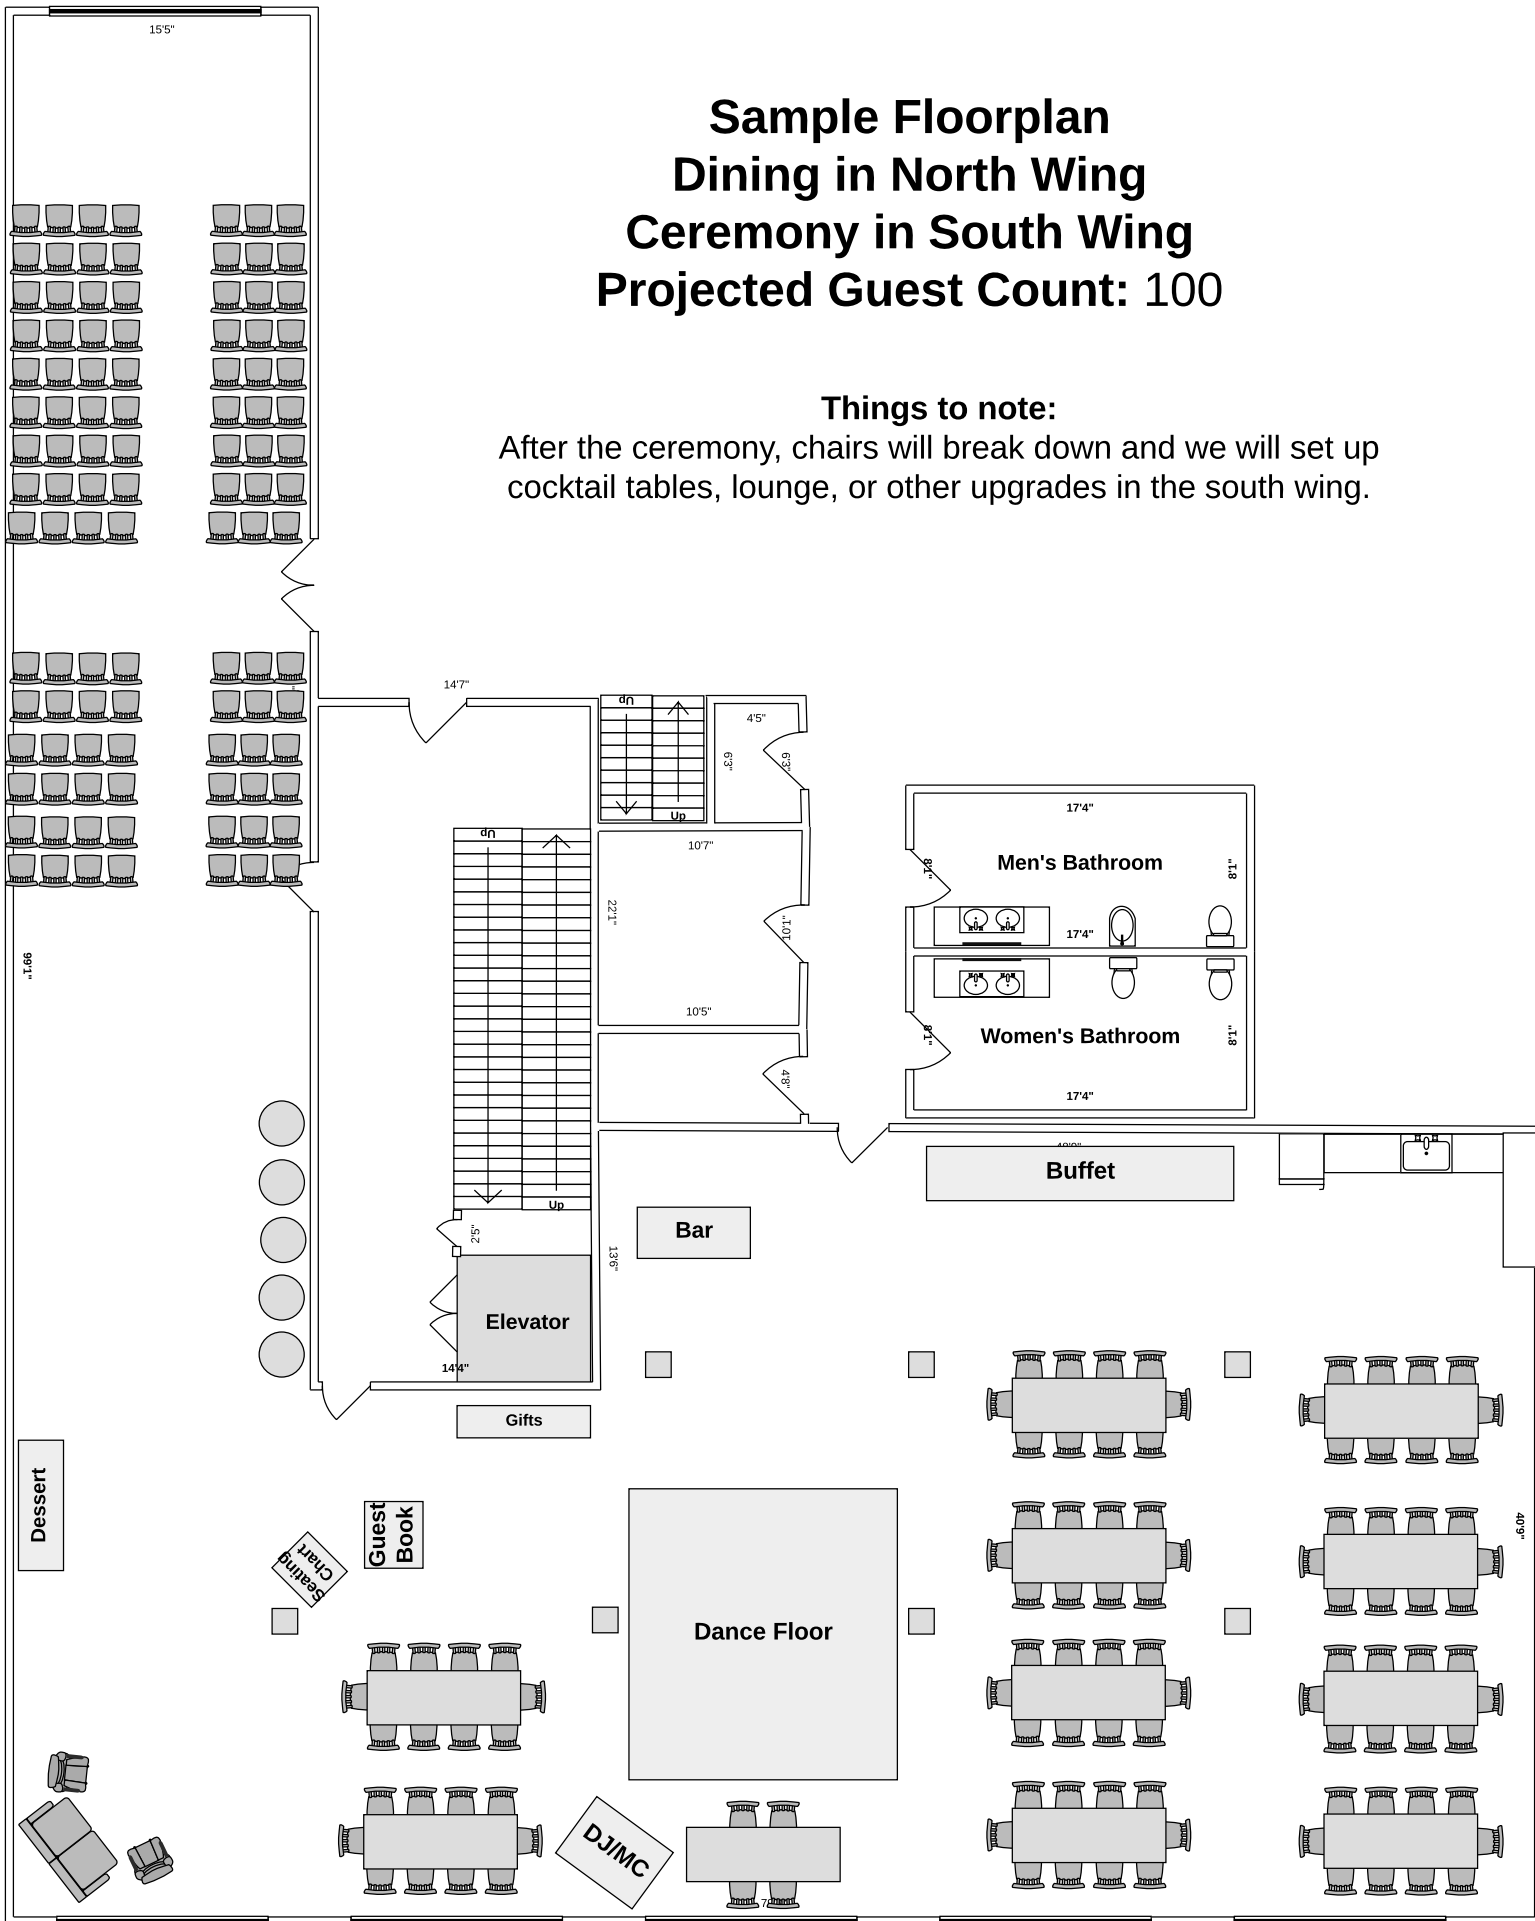 15'5"
Sample Floorplan
Dining in North Wing
Ceremony in South Wing
Projected Guest Count: 100
Things to note:
After the ceremony, chairs will break down and we will set up
cocktail tables, lounge, or other upgrades in the south wing.
14'7"
Up
Up
4'5"
6'3"
6'3"
Up
Up
10'7"
22'1"
10'1"
10'5"
4'8"
17'4"
8'1"
Men's Bathroom
8'1"
17'4"
8'1"
Women's Bathroom
8'1"
17'4"
99'1"
2'5"
13'6"
Buffet
Bar
Elevator
14'4"
Gifts
Dessert
Guest
Book
Seating
Chart
Dance Floor
40'9"
DJ/MC